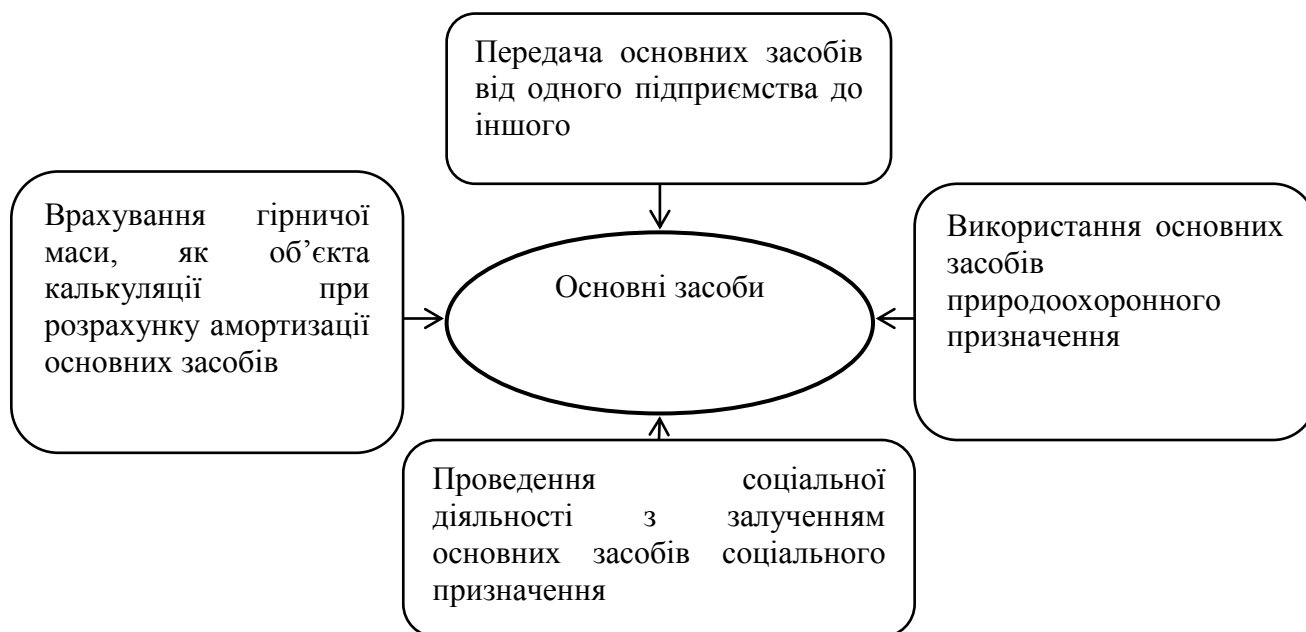 Передача основних засобів
від одного підприємства до
іншого
Врахування гірничої
маси, як об’єкта
калькуляції при
розрахунку амортизації
основних засобів
Основні засоби
Використання основних
засобів
природоохоронного
призначення
Проведення соціальної
діяльності з залученням
основних засобів соціального
призначення